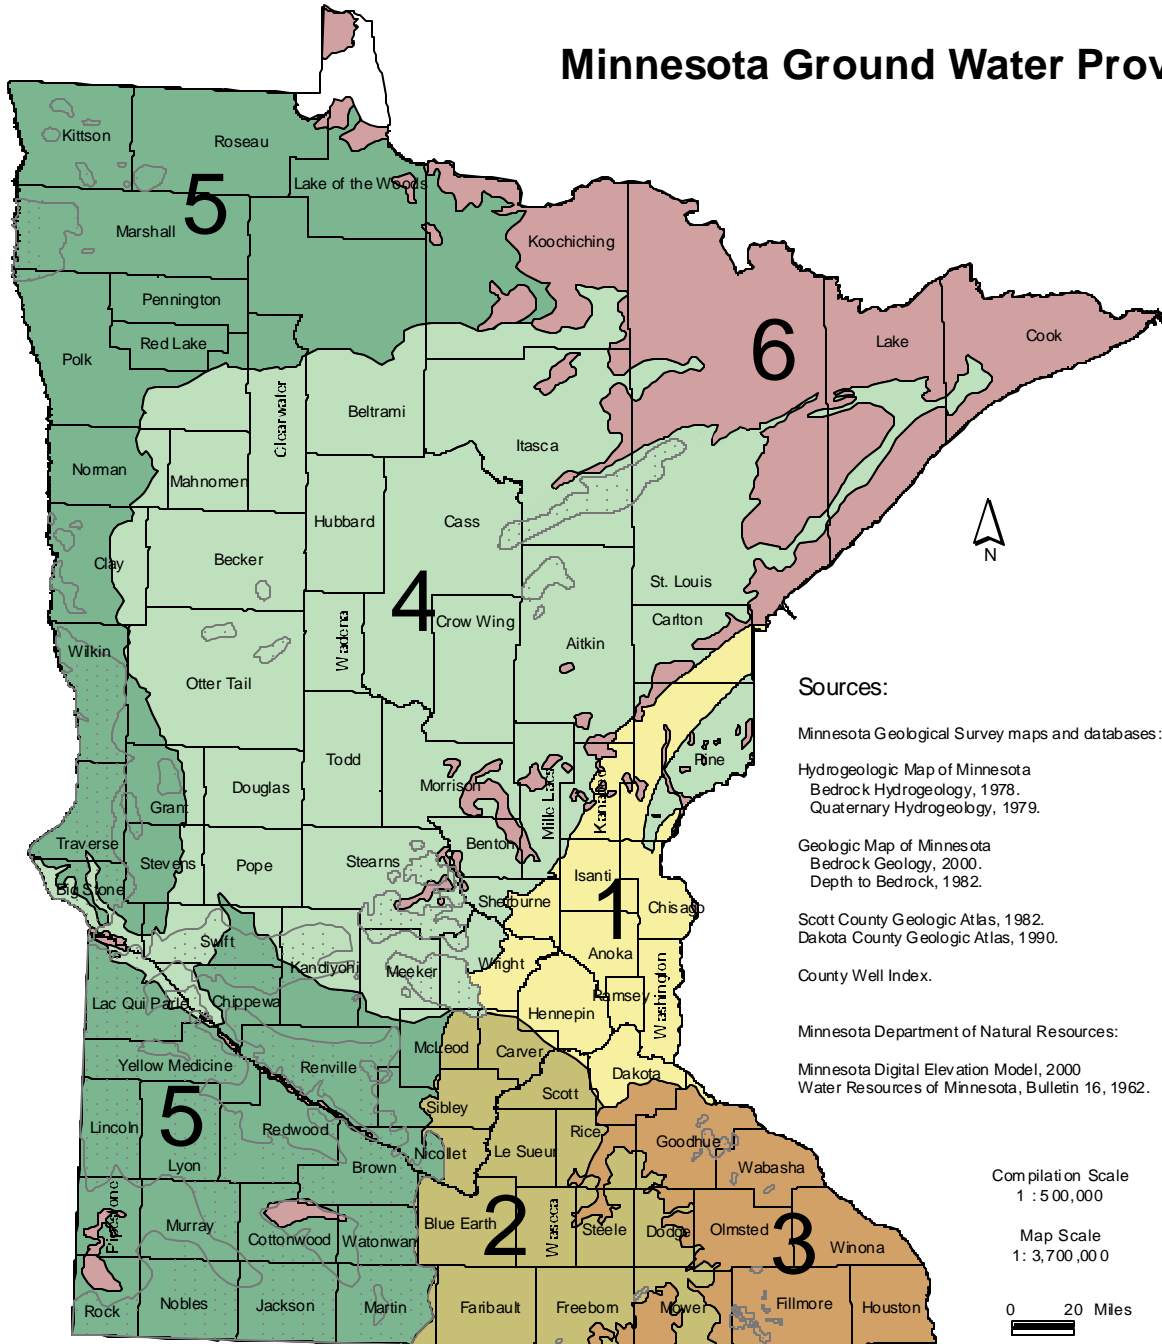 Minnesota Ground Water Prov
Kittson
Roseau
Lake of the Woods
5
Marshall
Koochiching
Pennington
Red Lake
Polk
6
Lake
Cook
Clearwater
Beltrami
Itasca
Norman
Mahnomen
Hubbard
Cass
Clay
Becker
N
St. Louis
4
Crow Wing
Carlton
Wadena
Aitkin
Wilkin
Otter Tail
Sources:
Minnesota Geological Survey maps and databases:
Hydrogeologic Map of Minnesota
Bedrock Hydrogeology, 1978.
Quaternary Hydrogeology, 1979.
Geologic Map of Minnesota
Bedrock Geology, 2000.
Depth to Bedrock, 1982.
Scott County Geologic Atlas, 1982.
Dakota County Geologic Atlas, 1990.
County Well Index.
Minnesota Department of Natural Resources:
Minnesota Digital Elevation Model, 2000
Water Resources of Minnesota, Bulletin 16, 1962.
Todd
Morrison
Mille Lacs
Kanabec
Pine
Grant
Douglas
Traverse
Stevens
Pope
Stearns
Benton
Big Stone
Isanti
1
Sherburne
Chisago
Swift
Kandiyohi
Meeker
Wright
Anoka
Washington
Lac Qui Parle
Chippewa
Ramsey
Hennepin
McLeod
Carver
Yellow Medicine
Renville
Dakota
Scott
Sibley
5
Lincoln
Lyon
Redwood
Rice
Goodhue
Nicollet
Le Sueur
Brown
Wabasha
Compilation Scale
1 : 500,000
Pipestone
Murray
Cottonwood
Watonwan
Blue Earth
2
Waseca
Steele
Dodge
Olmsted
3
Winona
Map Scale
1: 3,700,000
Rock
Nobles
Jackson
Martin
Faribault
Freeborn
Mower
Fillmore
Houston
0 20 Miles